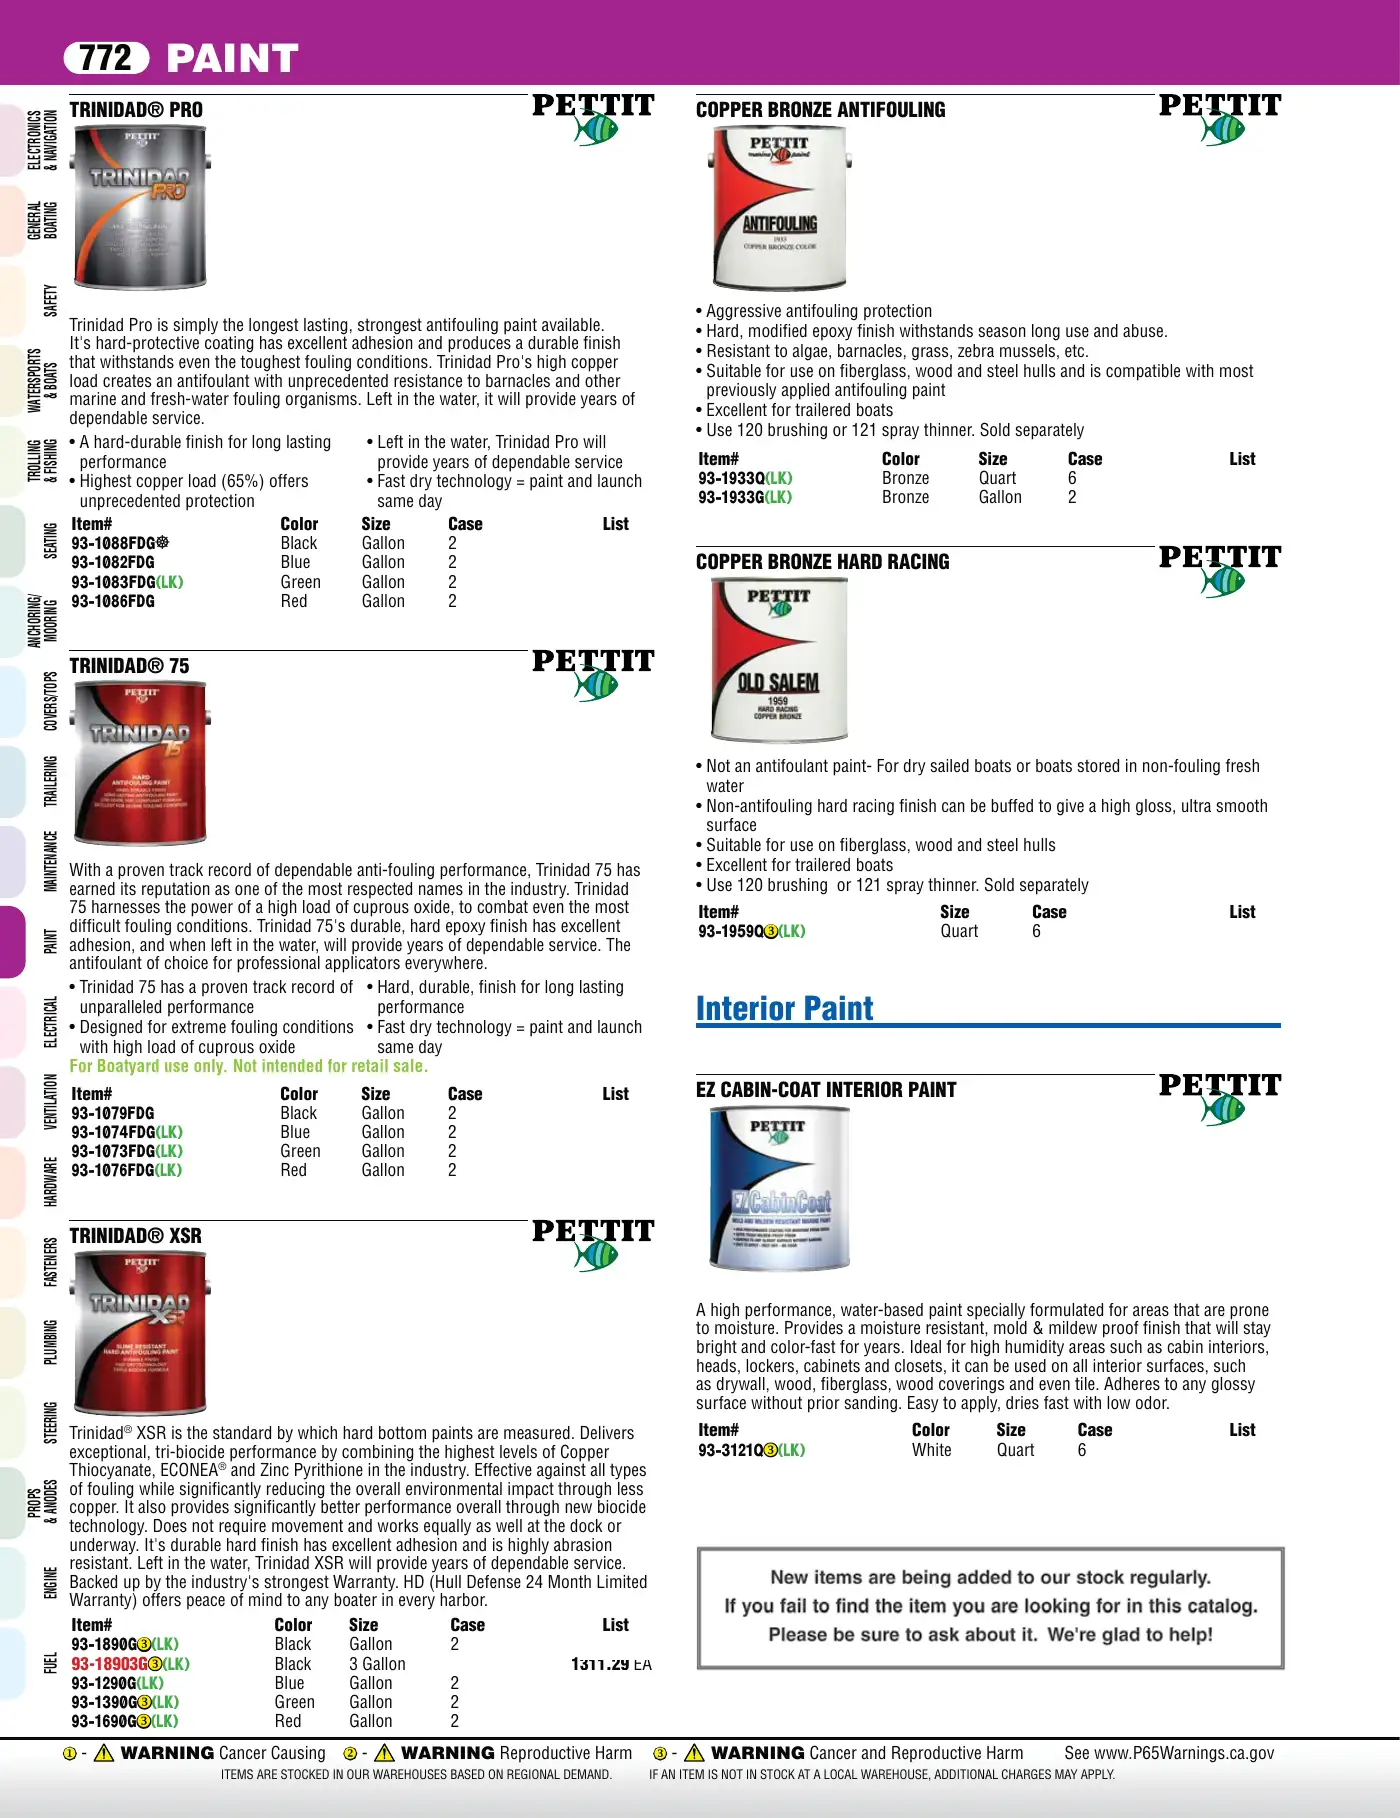 772 PAINT
ELECTRONICS
& NAVIGATION
GENERAL
BOATING
SAFETY
WATERSPORTS
& BOATS
TROLLING
& FISHING
SEATING
ANCHORING/
MOORING
COVERS/TOPS
TRAILERING
MAINTENANCE
PAINT
ELECTRICAL
VENTILATION
HARDWARE
FASTENERS
PLUMBING
STEERING
PROPS
& ANODES
ENGINE
FUEL
TRINIDAD® PRO
PETTIT
PETTIT
TRINIDAD
PRO
Trinidad Pro is simply the longest lasting, strongest antifouling paint available.
It's hard-protective coating has excellent adhesion and produces a durable finish
that withstands even the toughest fouling conditions. Trinidad Pro's high copper
load creates an antifoulant with unprecedented resistance to barnacles and other
marine and fresh-water fouling organisms. Left in the water, it will provide years of
dependable service.
• A hard-durable finish for long lasting
performance
• Highest copper load (65%) offers
unprecedented protection
• Left in the water, Trinidad Pro will
provide years of dependable service
• Fast dry technology = paint and launch
same day
Item# Color Size Case List
93-1088FDG Black Gallon 2
93-1082FDG Blue Gallon 2
93-1083FDG(LK) Green Gallon 2
93-1086FDG Red Gallon 2
TRINIDAD® 75
PETTIT
PETTIT
TRINIDAD
75
HARD
ANTIFOULING PAINT
With a proven track record of dependable anti-fouling performance, Trinidad 75 has
earned its reputation as one of the most respected names in the industry. Trinidad
75 harnesses the power of a high load of cuprous oxide, to combat even the most
difficult fouling conditions. Trinidad 75's durable, hard epoxy finish has excellent
adhesion, and when left in the water, will provide years of dependable service. The
antifoulant of choice for professional applicators everywhere.
• Trinidad 75 has a proven track record of
unparalleled performance
• Designed for extreme fouling conditions
with high load of cuprous oxide
• Hard, durable, finish for long lasting
performance
• Fast dry technology = paint and launch
same day
For Boatyard use only. Not intended for retail sale.
Item# Color Size Case List
93-1079FDG Black Gallon 2
93-1074FDG(LK) Blue Gallon 2
93-1073FDG(LK) Green Gallon 2
93-1076FDG(LK) Red Gallon 2
TRINIDAD® XSR
PETTIT
PETTIT
TRINIDAD
XSR
SLIME RESISTANT
HARD ANTIFOULING PAINT
Trinidad® XSR is the standard by which hard bottom paints are measured. Delivers
exceptional, tri-biocide performance by combining the highest levels of Copper
Thiocyanate, ECONEA® and Zinc Pyrithione in the industry. Effective against all types
of fouling while significantly reducing the overall environmental impact through less
copper. It also provides significantly better performance overall through new biocide
technology. Does not require movement and works equally as well at the dock or
underway. It's durable hard finish has excellent adhesion and is highly abrasion
resistant. Left in the water, Trinidad XSR will provide years of dependable service.
Backed up by the industry's strongest Warranty. HD (Hull Defense 24 Month Limited
Warranty) offers peace of mind to any boater in every harbor.
Item# Color Size Case List
93-1890G3(LK) Black Gallon 2
93-18903G3(LK) Black 3 Gallon 1311.29 EA
93-1290G(LK) Blue Gallon 2
93-1390G3(LK) Green Gallon 2
93-1690G3(LK) Red Gallon 2
COPPER BRONZE ANTIFOULING
PETTIT
PETTIT
marine paint
ANTIFOULING
1933
COPPER BRONZE COLOR
• Aggressive antifouling protection
• Hard, modified epoxy finish withstands season long use and abuse.
• Resistant to algae, barnacles, grass, zebra mussels, etc.
• Suitable for use on fiberglass, wood and steel hulls and is compatible with most
previously applied antifouling paint
• Excellent for trailered boats
• Use 120 brushing or 121 spray thinner. Sold separately
Item# Color Size Case List
93-1933Q(LK) Bronze Quart 6
93-1933G(LK) Bronze Gallon 2
COPPER BRONZE HARD RACING
PETTIT
PETTIT
OLD SALEM
1959
HARD RACING
COPPER BRONZE
• Not an antifoulant paint- For dry sailed boats or boats stored in non-fouling fresh
water
• Non-antifouling hard racing finish can be buffed to give a high gloss, ultra smooth
surface
• Suitable for use on fiberglass, wood and steel hulls
• Excellent for trailered boats
• Use 120 brushing or 121 spray thinner. Sold separately
Item# Size Case List
93-1959Q3(LK) Quart 6
Interior Paint
EZ CABIN-COAT INTERIOR PAINT
PETTIT
PETTIT
EZCabinCoat
MOLD AND MILDEW RESISTANT MARINE PAINT
A high performance, water-based paint specially formulated for areas that are prone
to moisture. Provides a moisture resistant, mold & mildew proof finish that will stay
bright and color-fast for years. Ideal for high humidity areas such as cabin interiors,
heads, lockers, cabinets and closets, it can be used on all interior surfaces, such
as drywall, wood, fiberglass, wood coverings and even tile. Adheres to any glossy
surface without prior sanding. Easy to apply, dries fast with low odor.
Item# Color Size Case List
93-3121Q3(LK) White Quart 6
New items are being added to our stock regularly.
If you fail to find the item you are looking for in this catalog.
Please be sure to ask about it. We're glad to help!
1 - WARNING Cancer Causing 2 - WARNING Reproductive Harm 3 - WARNING Cancer and Reproductive Harm See www.P65Warnings.ca.gov
ITEMS ARE STOCKED IN OUR WAREHOUSES BASED ON REGIONAL DEMAND. IF AN ITEM IS NOT IN STOCK AT A LOCAL WAREHOUSE, ADDITIONAL CHARGES MAY APPLY.